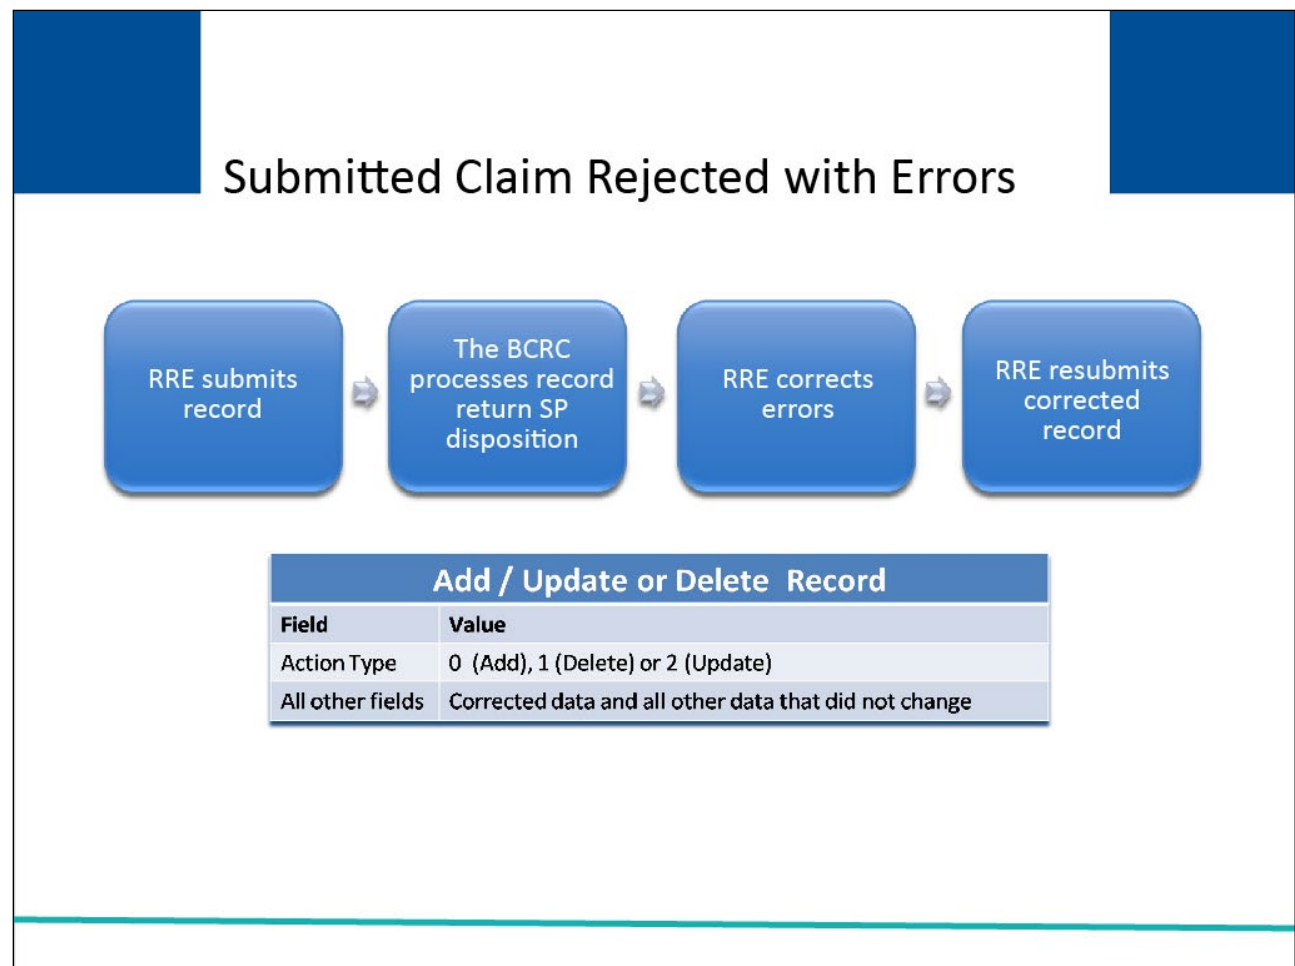 Submitted Claim Rejected with Errors
RRE submits
record
The BCRC
processes record
return SP
disposition
RRE corrects
errors
RRE resubmits
corrected
record
Add / Update or Delete Record
Field Value
Action Type 0 (Add), 1 (Delete) or 2 (Update)
All other fields Corrected data and all other data that did not change